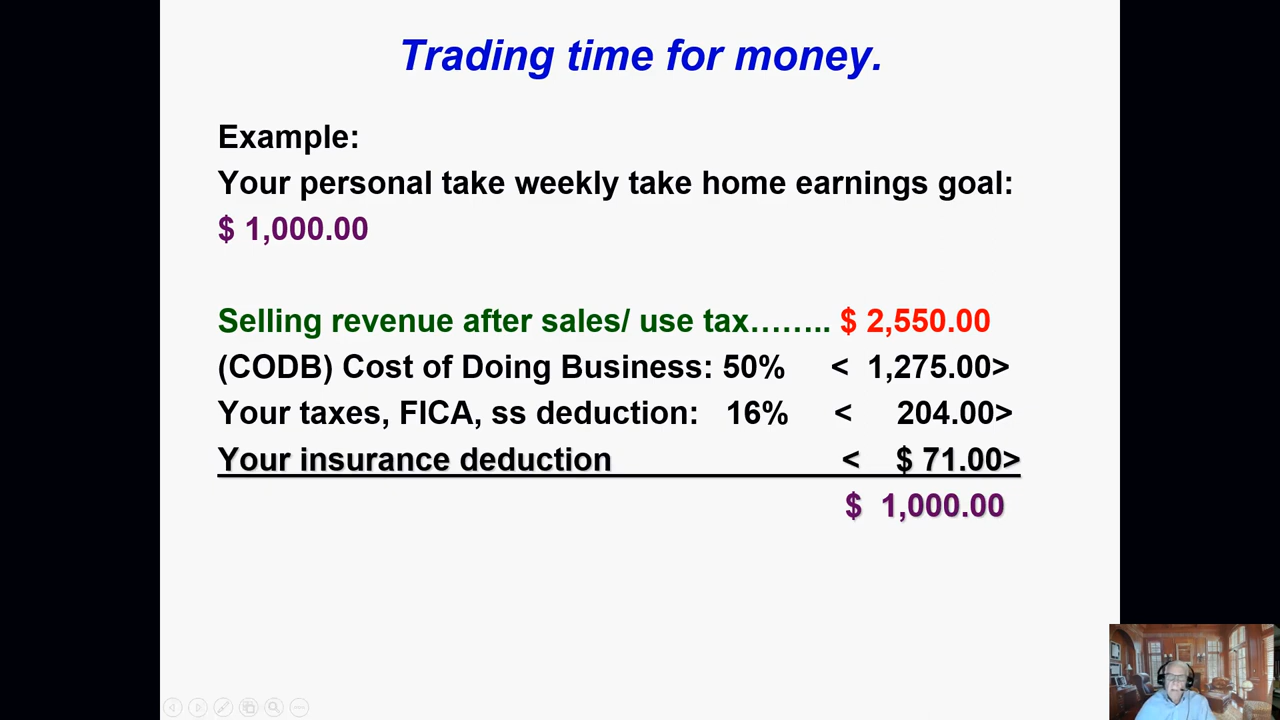 Trading time for money.
Example:
Your personal take weekly take home earnings goal:
$ 1,000.00
Selling revenue after sales/ use tax…….. $ 2,550.00
(CODB) Cost of Doing Business: 50% < 1,275.00>
Your taxes, FICA, ss deduction: 16% < 204.00>
Your insurance deduction < $ 71.00>
$ 1,000.00